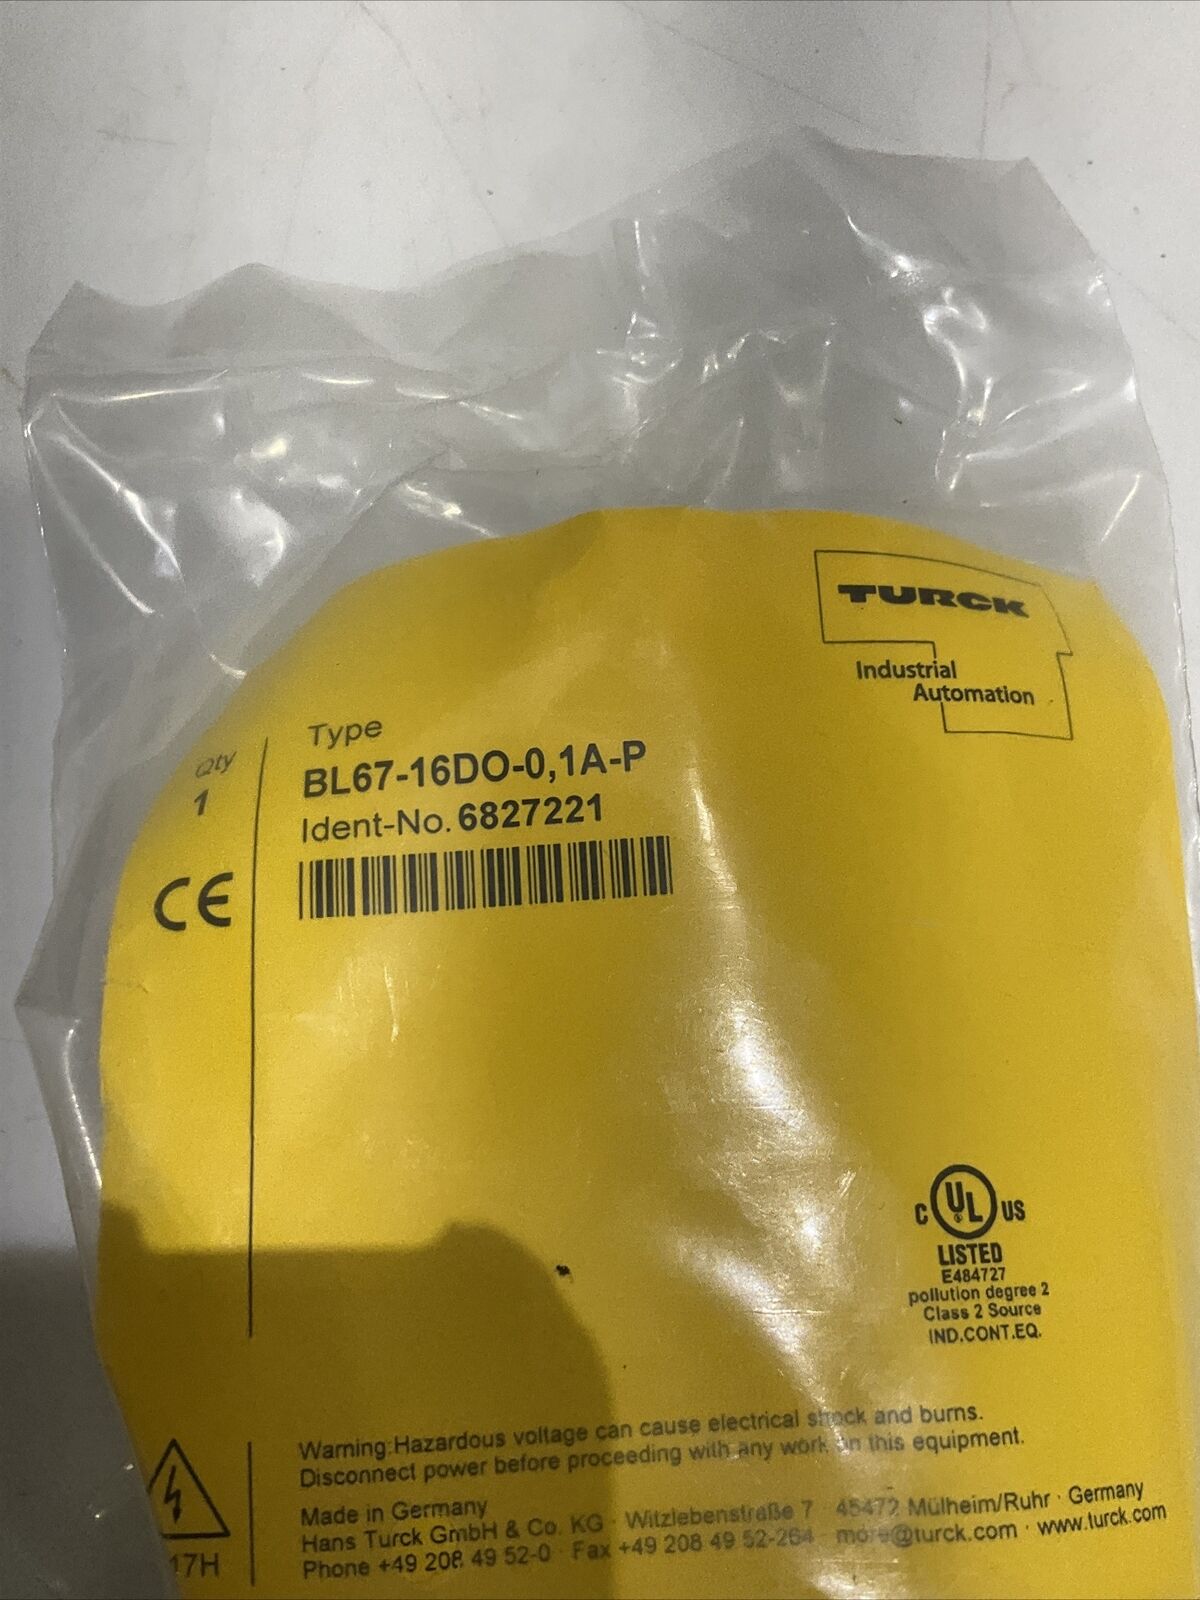 TURCK
Industrial
Automation
Qty
1
Type
BL67-16DO-0,1A-P
Ident-No. 6827221
CE
C UL US
LISTED
E484727
pollution degree 2
Class 2 Source
IND.CONT.EQ.
Warning:Hazardous voltage can cause electrical shock and burns.
Disconnect power before proceeding with any work on this equipment.
Made in Germany
Hans Turck GmbH & Co. KG · Witzlebenstraße 7 · 45472 Mülheim/Ruhr · Germany
Phone +49 208 49 52-0 · Fax +49 208 49 52-264 · more@turck.com · www.turck.com
17H